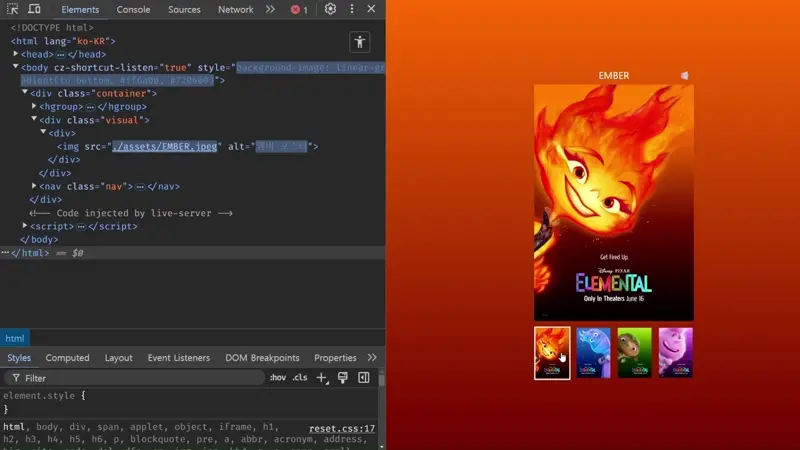 Elements
Console
Sources
Network
1
<!DOCTYPE html>
<html lang="ko-KR">
<head> ⋯ </head>
<body cz-shortcut-listen="true" style="background-image: linear-gr
to bottom, #ff6a00,
">
<div class="container">
<hgroup> ⋯ </hgroup>
<div class="visual">
<div>
<img src="./assets/EMBER.jpeg" alt="
">
</div>
</div>
<nav class="nav"> ⋯ </nav>
</div>
<!-- Code injected by live-server -->
<script> ⋯ </script>
</body>
</html> == $0
html
Styles
Computed
Layout
Event Listeners
DOM Breakpoints
Properties
Filter
:hov .cls
element.style {
}
html, body, div, span, applet, object, iframe, h1,
reset.css:17
h2, h3, h4, h5, h6, p, blockquote, pre, a, abbr, acronym, address,
EMBER
Get Fired Up.
Disney PIXAR
ELEMENTAL
Only In Theaters June 16